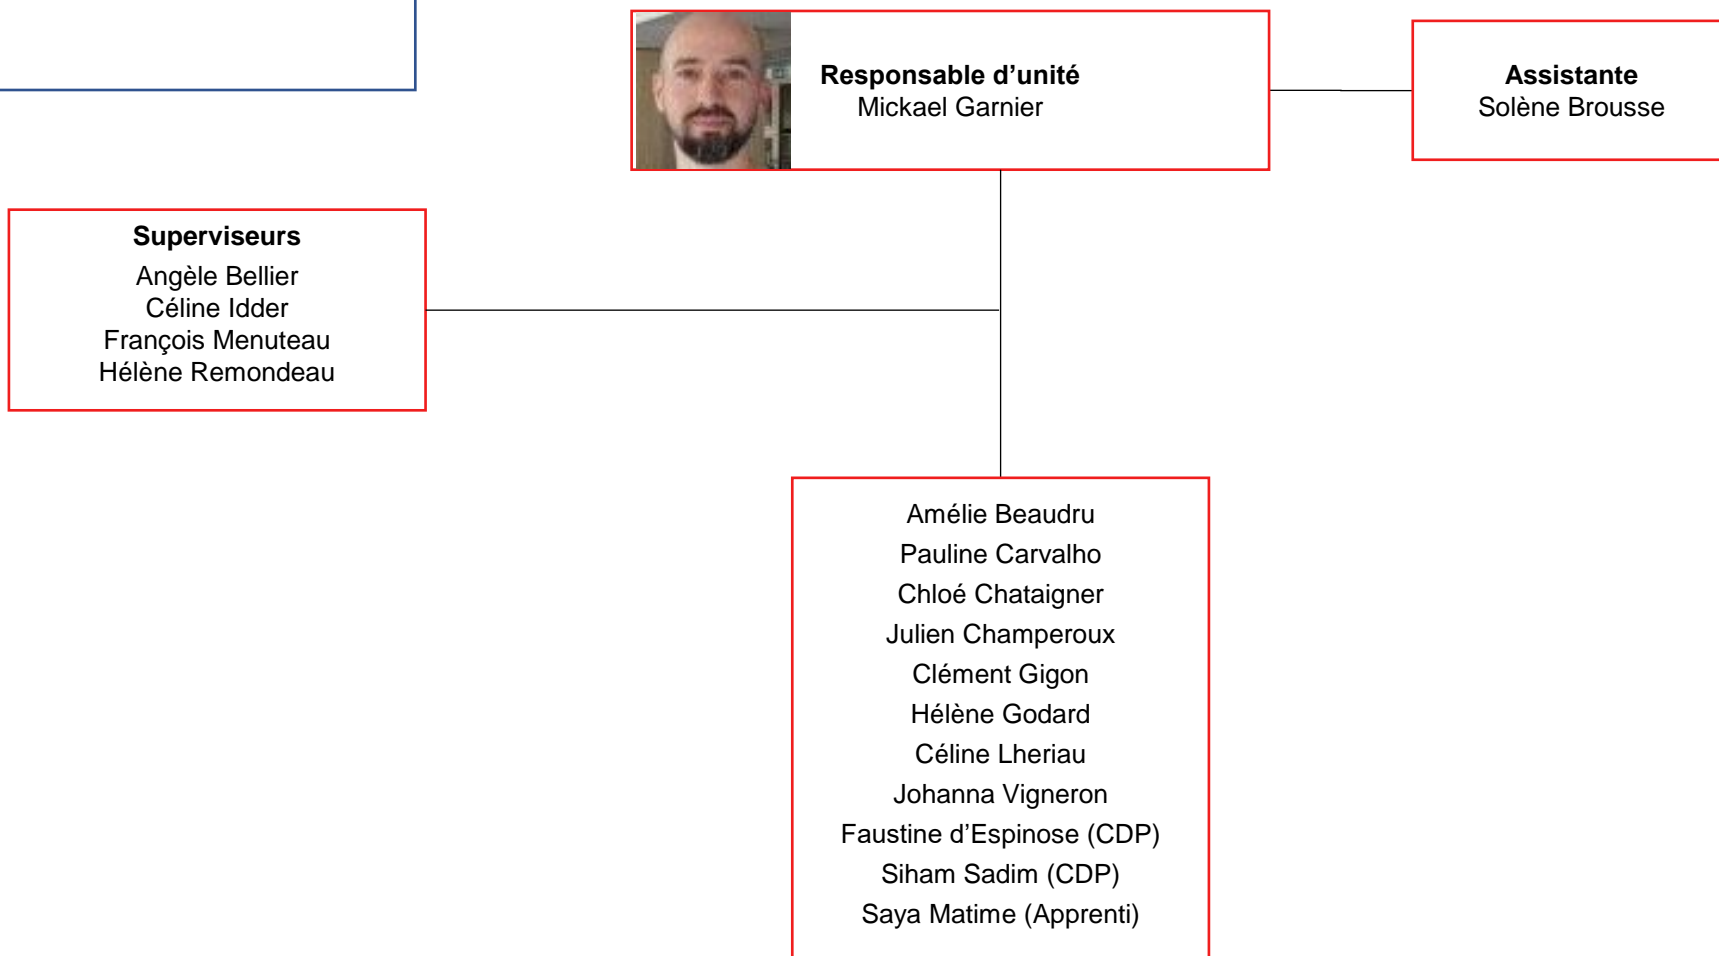 Responsable d’unité
Mickael Garnier
Assistante
Solène Brousse
Superviseurs
Angèle Bellier
Céline Idder
François Menuteau
Hélène Remondeau
Amélie Beaudru
Pauline Carvalho
Chloé Chataigner
Julien Champeroux
Clément Gigon
Hélène Godard
Céline Lheriau
Johanna Vigneron
Faustine d’Espinose (CDP)
Siham Sadim (CDP)
Saya Matime (Apprenti)